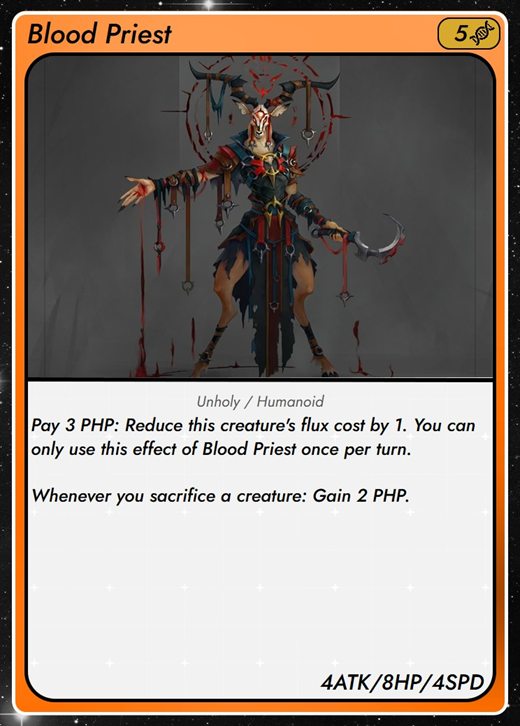 Blood Priest
5
Unholy / Humanoid
Pay 3 PHP: Reduce this creature's flux cost by 1. You can
only use this effect of Blood Priest once per turn.
Whenever you sacrifice a creature: Gain 2 PHP.
4ATK/8HP/4SPD